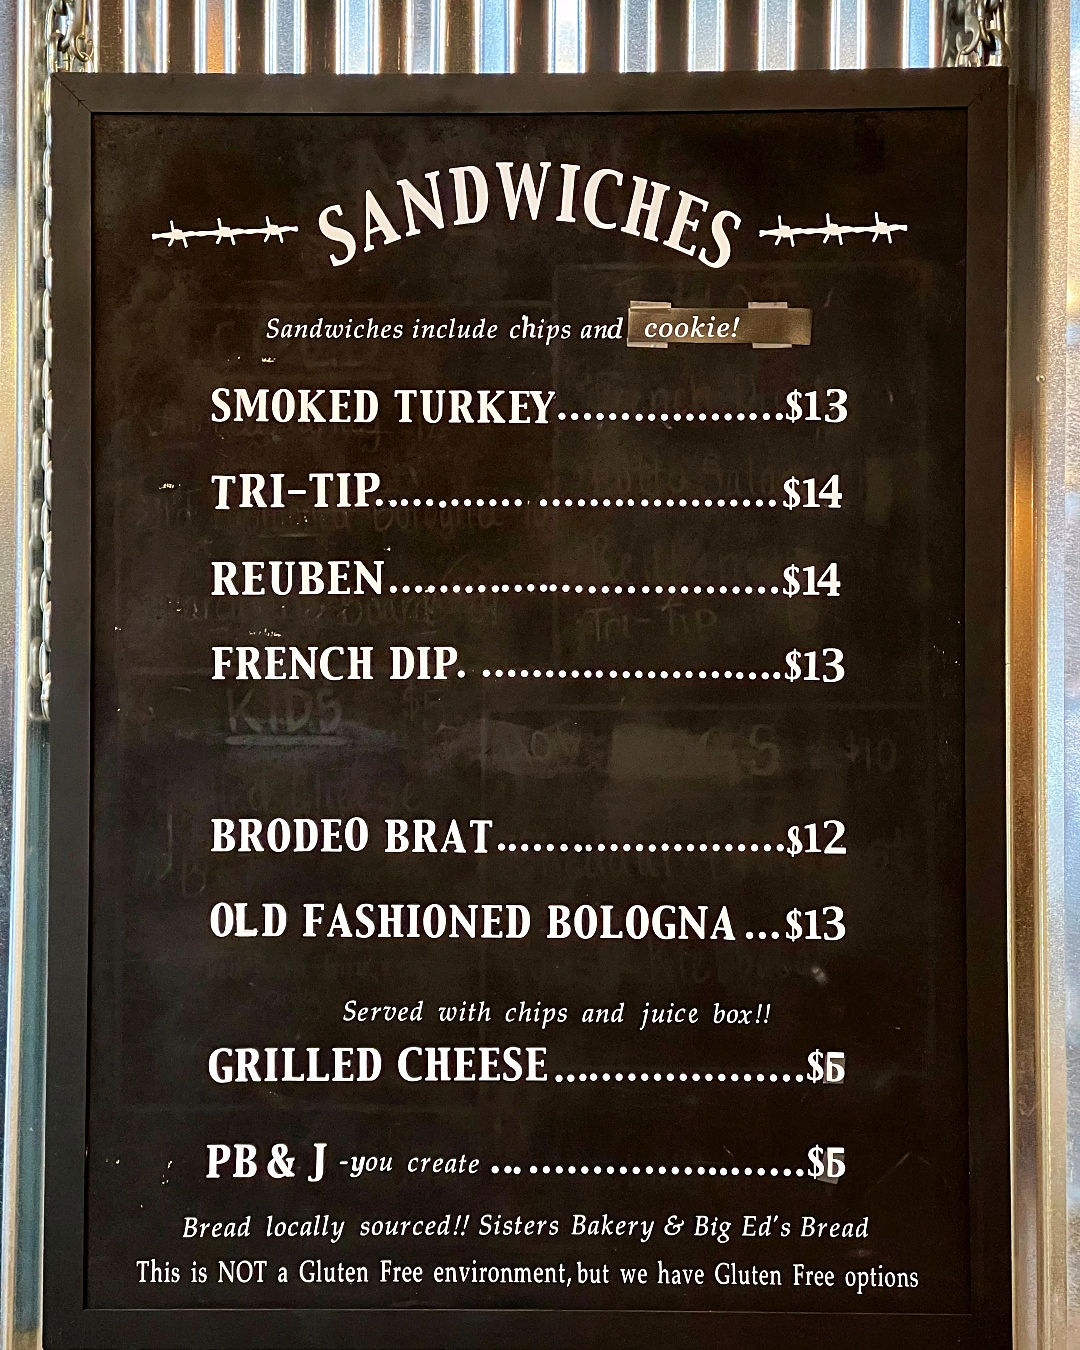 SANDWICHES
Sandwiches include chips and cookie!
SMOKED TURKEY..................$13
TRI-TIP.............................. $14
REUBEN...............................$14
FRENCH DIP. ........................$13
BRODEO BRAT.......................$12
OLD FASHIONED BOLOGNA ...$13
Served with chips and juice box!!
GRILLED CHEESE....................$5
PB & J -you create .........................$5
Bread locally sourced!! Sisters Bakery & Big Ed's Bread
This is NOT a Gluten Free environment, but we have Gluten Free options